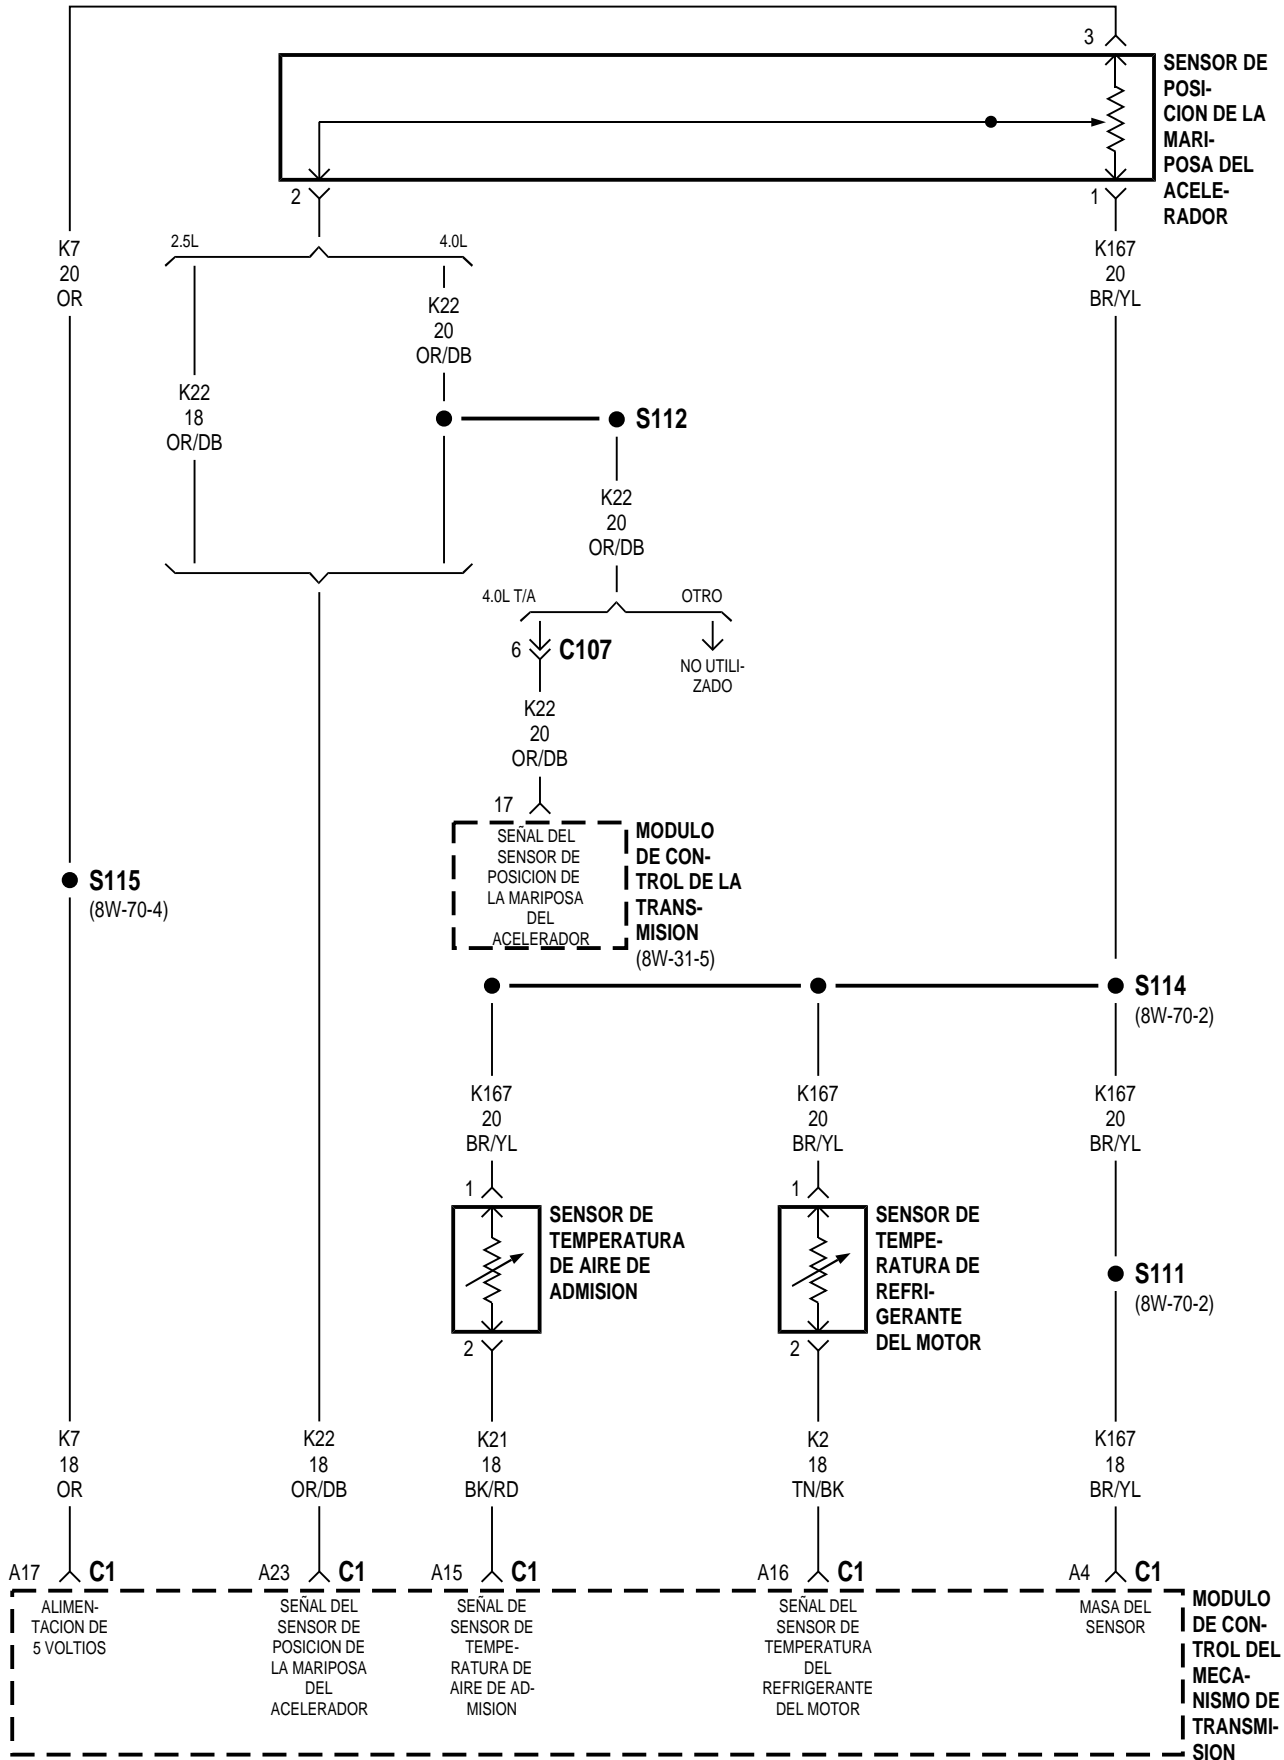 3
SENSOR DE
POSI-
CION DE LA
MARI-
POSA DEL
ACELE-
RADOR
2
1
K7
20
OR
2.5L
4.0L
K167
20
BR/YL
K22
20
OR/DB
K22
18
OR/DB
S112
K22
20
OR/DB
4.0L T/A
OTRO
6
C107
NO UTILI-
ZADO
K22
20
OR/DB
17
SEÑAL DEL
SENSOR DE
POSICION DE
LA MARIPOSA
DEL
ACELERADOR
MODULO
DE CON-
TROL DE LA
TRANS-
MISION
(8W-31-5)
S115
(8W-70-4)
S114
(8W-70-2)
K167
20
BR/YL
K167
20
BR/YL
K167
20
BR/YL
1
SENSOR DE
TEMPERATURA
DE AIRE DE
ADMISION
2
1
SENSOR DE
TEMPE-
RATURA DE
REFRI-
GERANTE
DEL MOTOR
2
S111
(8W-70-2)
K7
18
OR
K22
18
OR/DB
K21
18
BK/RD
K2
18
TN/BK
K167
18
BR/YL
A17
C1
A23
C1
A15
C1
A16
C1
A4
C1
ALIMEN-
TACION DE
5 VOLTIOS
SEÑAL DEL
SENSOR DE
POSICION DE
LA MARIPOSA
DEL
ACELERADOR
SEÑAL DE
SENSOR DE
TEMPE-
RATURA DE
AIRE DE AD-
MISION
SEÑAL DEL
SENSOR DE
TEMPERATURA
DEL
REFRIGERANTE
DEL MOTOR
MASA DEL
SENSOR
MODULO
DE CON-
TROL DEL
MECA-
NISMO DE
TRANSMI-
SION